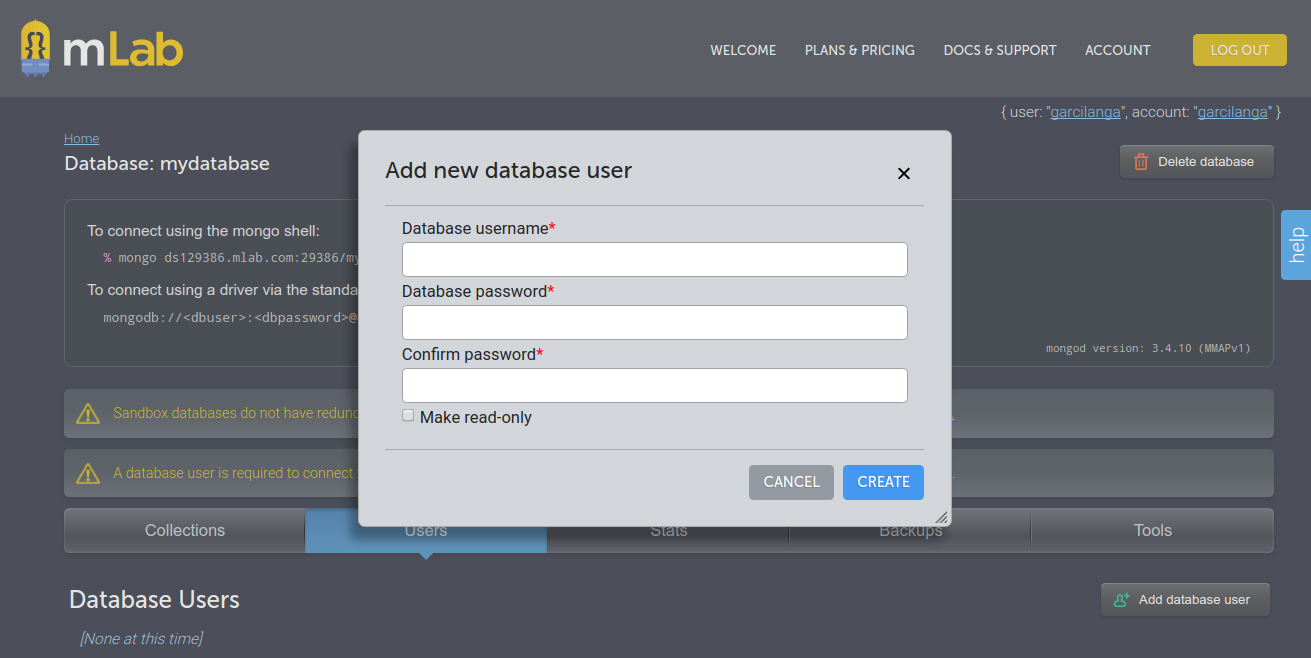 mLab
WELCOME PLANS & PRICING DOCS & SUPPORT ACCOUNT LOG OUT
{ user: "garcilanga", account: "garcilanga" }
Home
Database: mydatabase
Delete database
To connect using the mongo shell:
% mongo ds129386.mlab.com:29386/my
To connect using a driver via the standa
mongodb://<dbuser>:<dbpassword>@
mongod version: 3.4.10 (MMAPv1)
help
Add new database user
Database username*
Database password*
Confirm password*
Make read-only
CANCEL CREATE
Sandbox databases do not have redun
A database user is required to connect
Collections Users Stats Backups Tools
Database Users
Add database user
[None at this time]